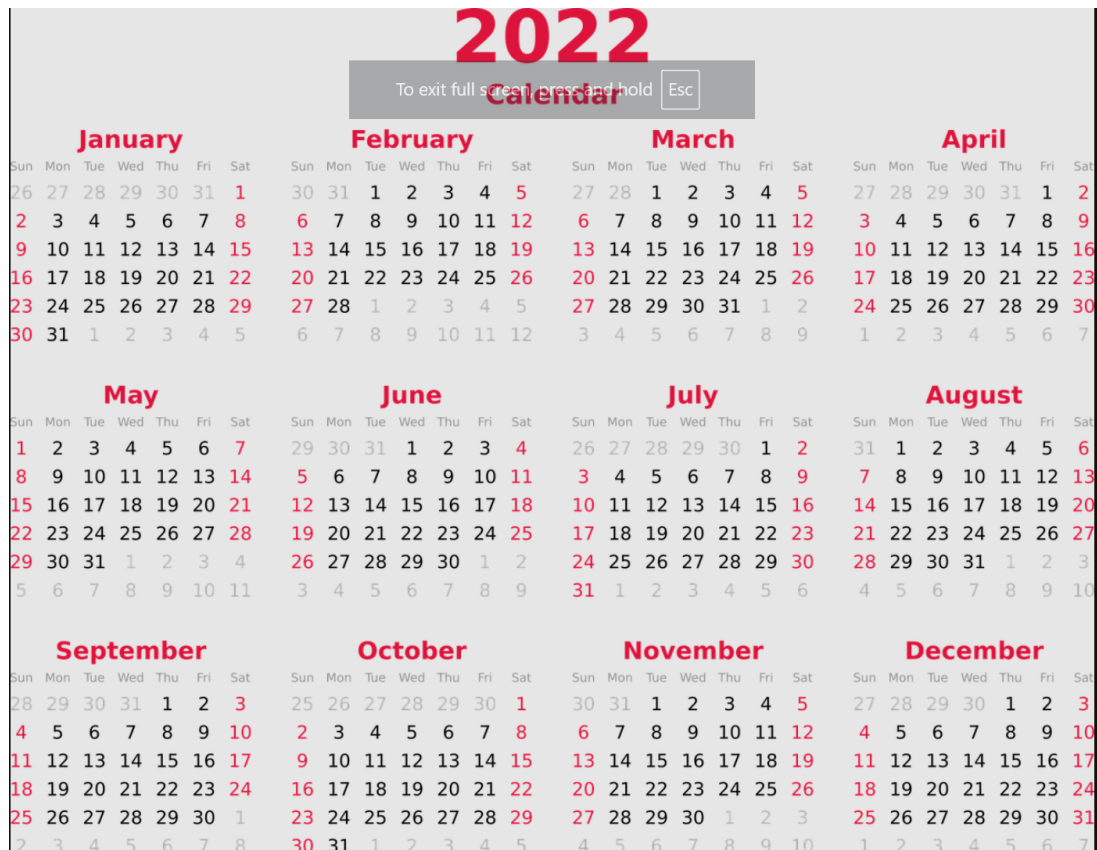 2022
Calendar
To exit full screen, press and hold Esc
January February March April
Sun Mon Tue Wed Thu Fri Sat Sun Mon Tue Wed Thu Fri Sat Sun Mon Tue Wed Thu Fri Sat Sun Mon Tue Wed Thu Fri Sat
26 27 28 29 30 31 1 30 31 1 2 3 4 5 27 28 1 2 3 4 5 27 28 29 30 31 1 2
2 3 4 5 6 7 8 6 7 8 9 10 11 12 6 7 8 9 10 11 12 3 4 5 6 7 8 9
9 10 11 12 13 14 15 13 14 15 16 17 18 19 13 14 15 16 17 18 19 10 11 12 13 14 15 16
16 17 18 19 20 21 22 20 21 22 23 24 25 26 20 21 22 23 24 25 26 17 18 19 20 21 22 23
23 24 25 26 27 28 29 27 28 1 2 3 4 5 27 28 29 30 31 1 2 24 25 26 27 28 29 30
30 31 1 2 3 4 5 6 7 8 9 10 11 12 3 4 5 6 7 8 9 1 2 3 4 5 6 7
May June July August
Sun Mon Tue Wed Thu Fri Sat Sun Mon Tue Wed Thu Fri Sat Sun Mon Tue Wed Thu Fri Sat Sun Mon Tue Wed Thu Fri Sat
1 2 3 4 5 6 7 29 30 31 1 2 3 4 26 27 28 29 30 1 2 31 1 2 3 4 5 6
8 9 10 11 12 13 14 5 6 7 8 9 10 11 3 4 5 6 7 8 9 7 8 9 10 11 12 13
15 16 17 18 19 20 21 12 13 14 15 16 17 18 10 11 12 13 14 15 16 14 15 16 17 18 19 20
22 23 24 25 26 27 28 19 20 21 22 23 24 25 17 18 19 20 21 22 23 21 22 23 24 25 26 27
29 30 31 1 2 3 4 26 27 28 29 30 1 2 24 25 26 27 28 29 30 28 29 30 31 1 2 3
5 6 7 8 9 10 11 3 4 5 6 7 8 9 31 1 2 3 4 5 6 4 5 6 7 8 9 10
September October November December
Sun Mon Tue Wed Thu Fri Sat Sun Mon Tue Wed Thu Fri Sat Sun Mon Tue Wed Thu Fri Sat Sun Mon Tue Wed Thu Fri Sat
28 29 30 31 1 2 3 25 26 27 28 29 30 1 30 31 1 2 3 4 5 27 28 29 30 1 2 3
4 5 6 7 8 9 10 2 3 4 5 6 7 8 6 7 8 9 10 11 12 4 5 6 7 8 9 10
11 12 13 14 15 16 17 9 10 11 12 13 14 15 13 14 15 16 17 18 19 11 12 13 14 15 16 17
18 19 20 21 22 23 24 16 17 18 19 20 21 22 20 21 22 23 24 25 26 18 19 20 21 22 23 24
25 26 27 28 29 30 1 23 24 25 26 27 28 29 27 28 29 30 1 2 3 25 26 27 28 29 30 31
2 3 4 5 6 7 8 30 31 1 2 3 4 5 4 5 6 7 8 9 10 1 2 3 4 5 6 7